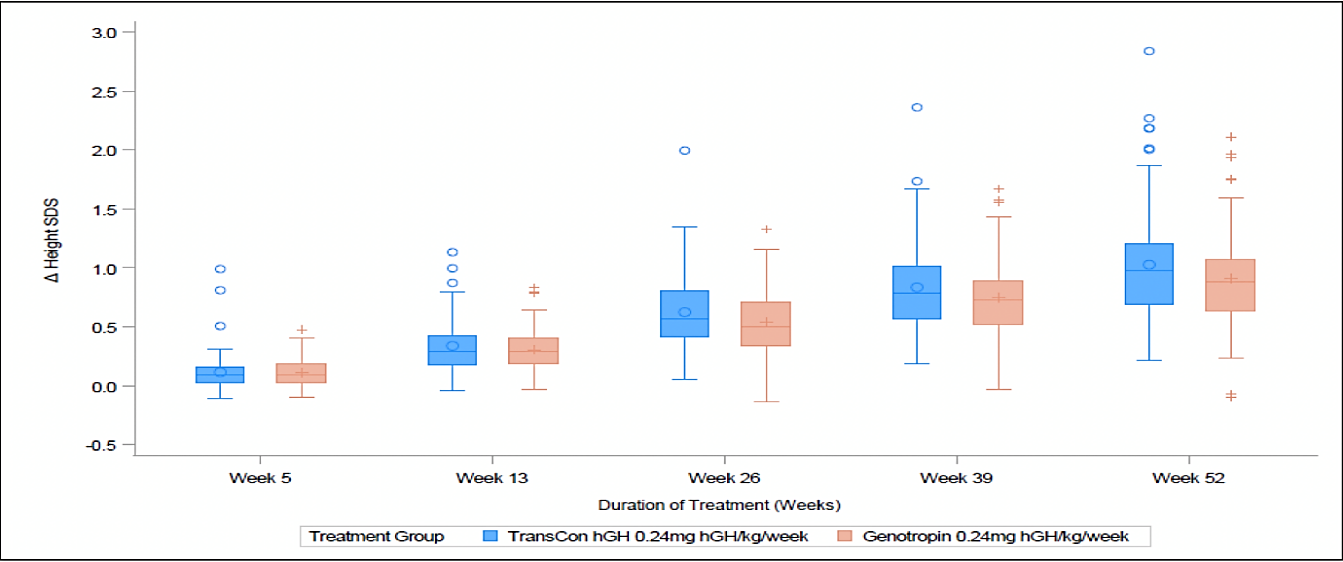 3.0
2.5
2.0
1.5
1.0
0.5
0.0
-0.5
Δ Height SDS
Week 5 Week 13 Week 26 Week 39 Week 52
Duration of Treatment (Weeks)
Treatment Group TransCon hGH 0.24mg hGH/kg/week Genotropin 0.24mg hGH/kg/week